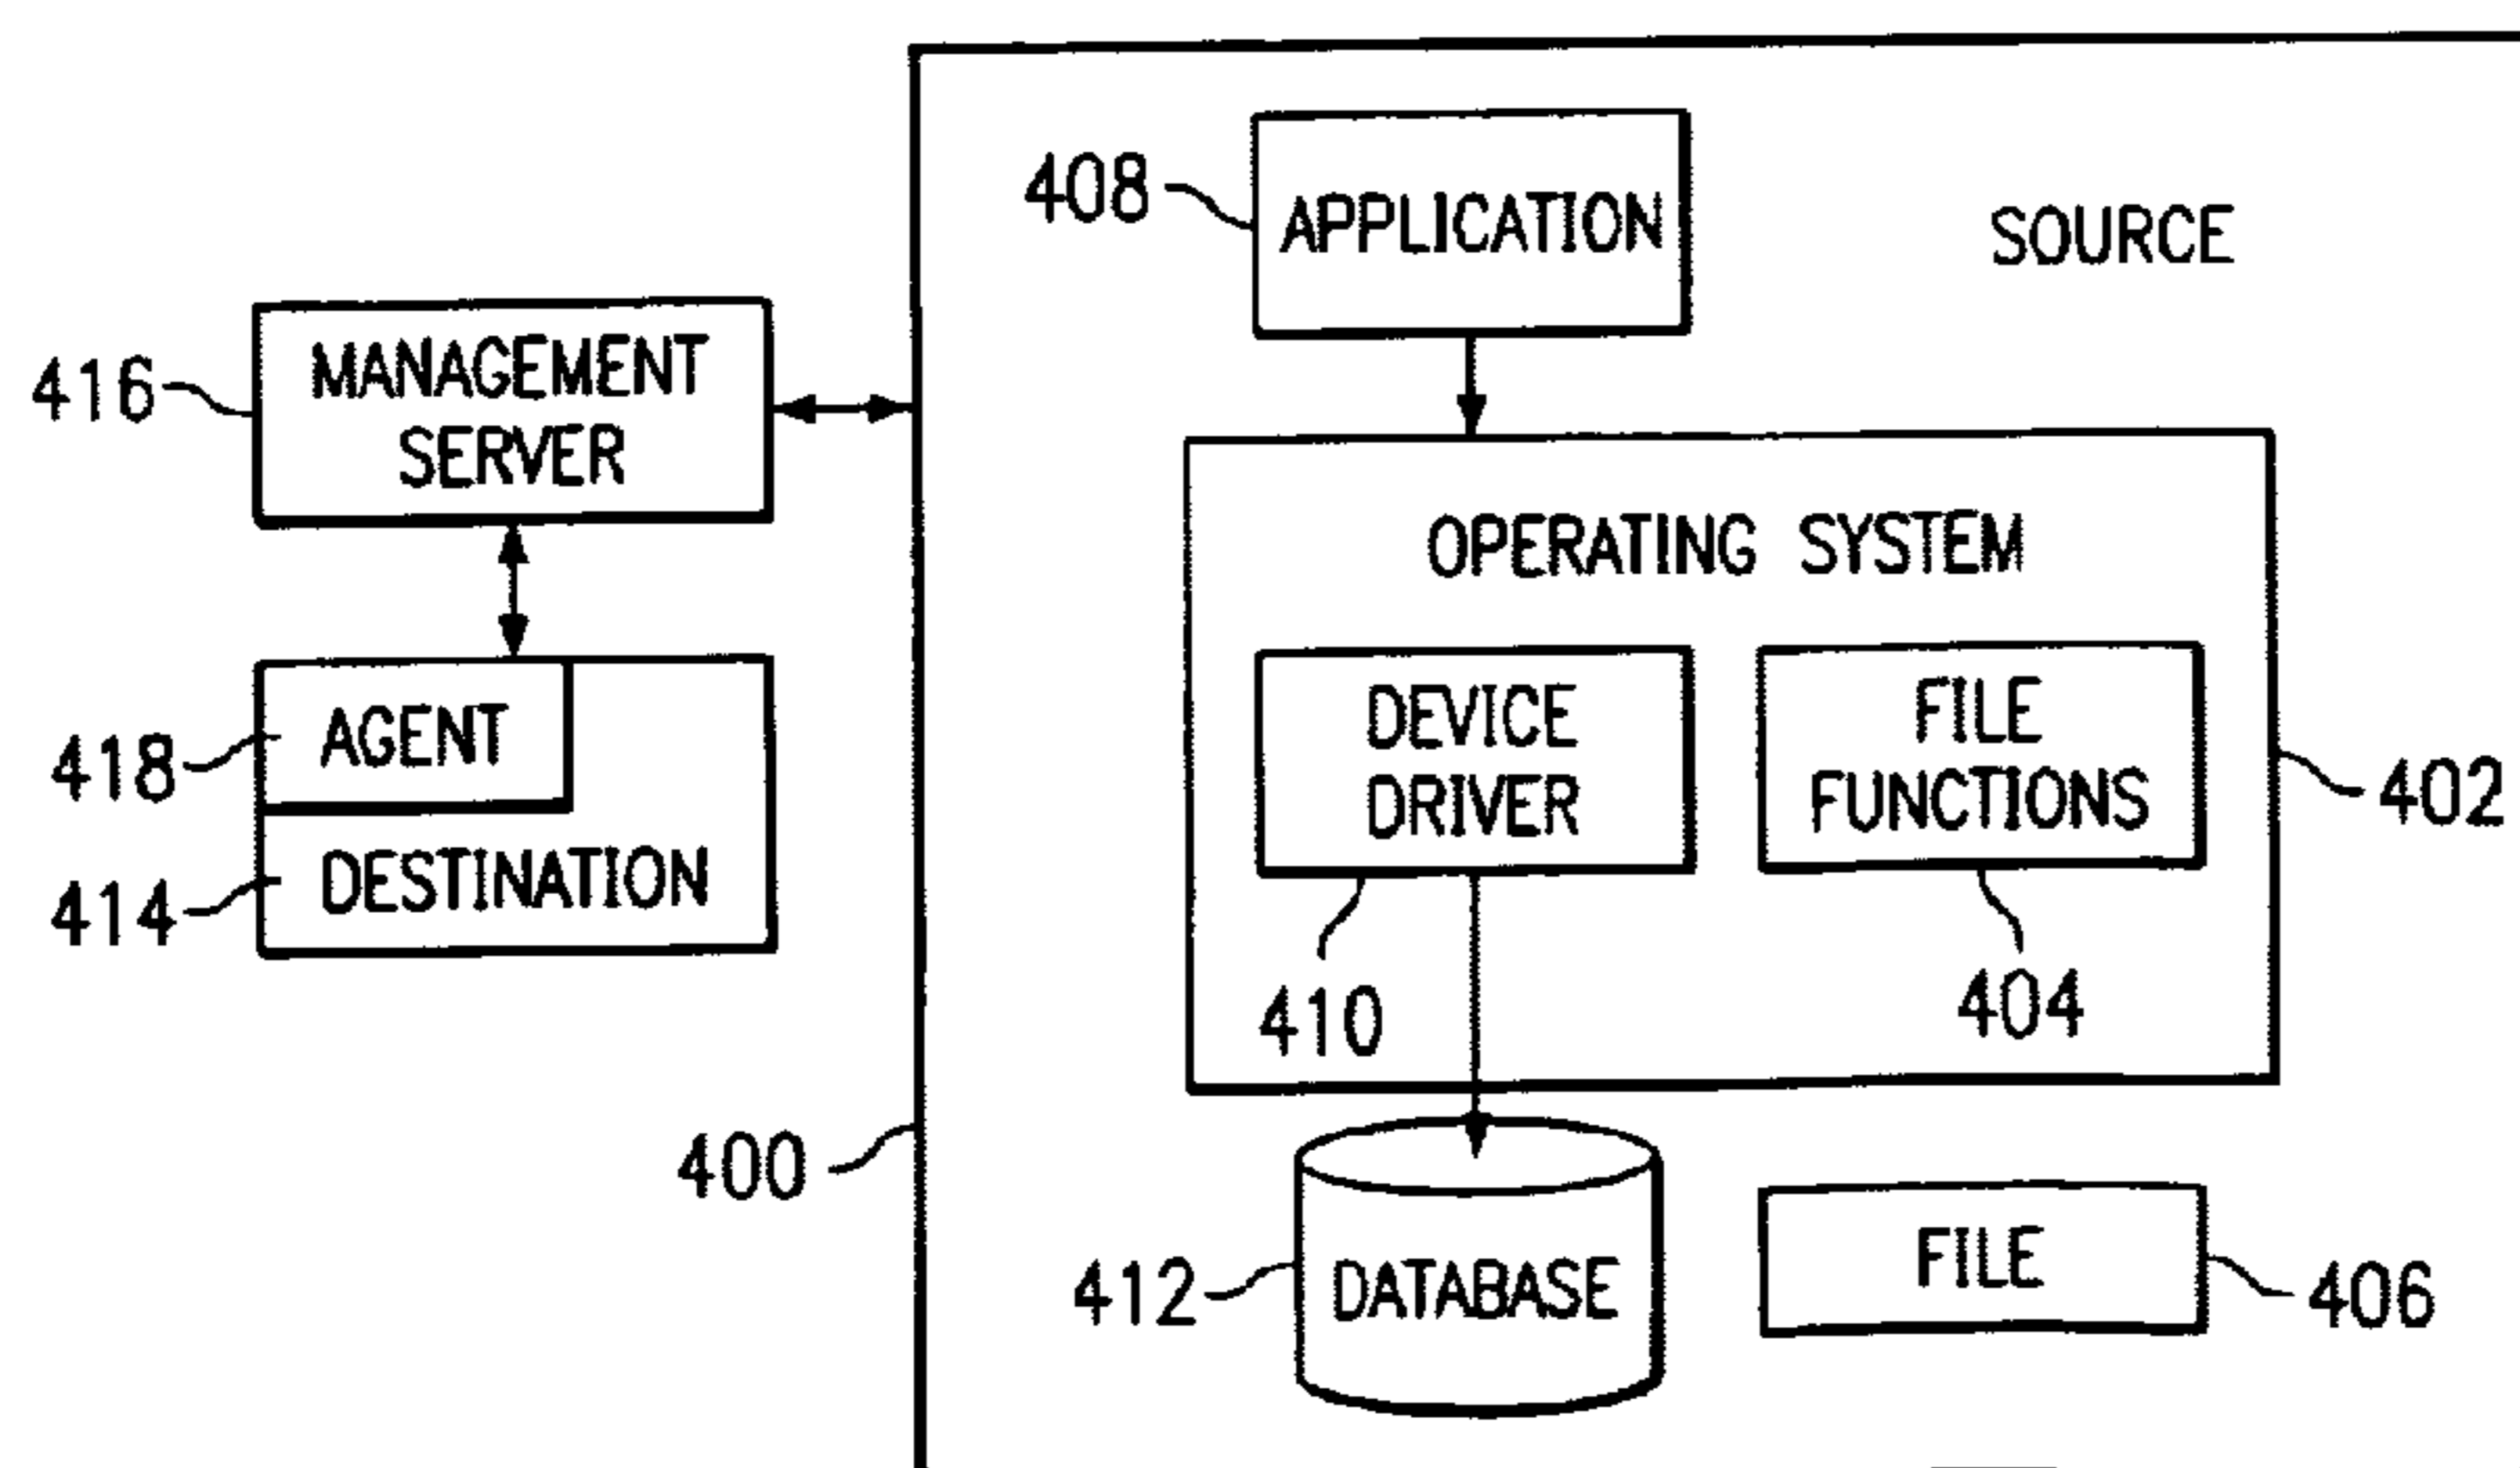 408
APPLICATION
SOURCE
416
MANAGEMENT
SERVER
OPERATING SYSTEM
418
AGENT
414
DESTINATION
DEVICE
DRIVER
FILE
FUNCTIONS
402
410
404
400
412
DATABASE
FILE
406